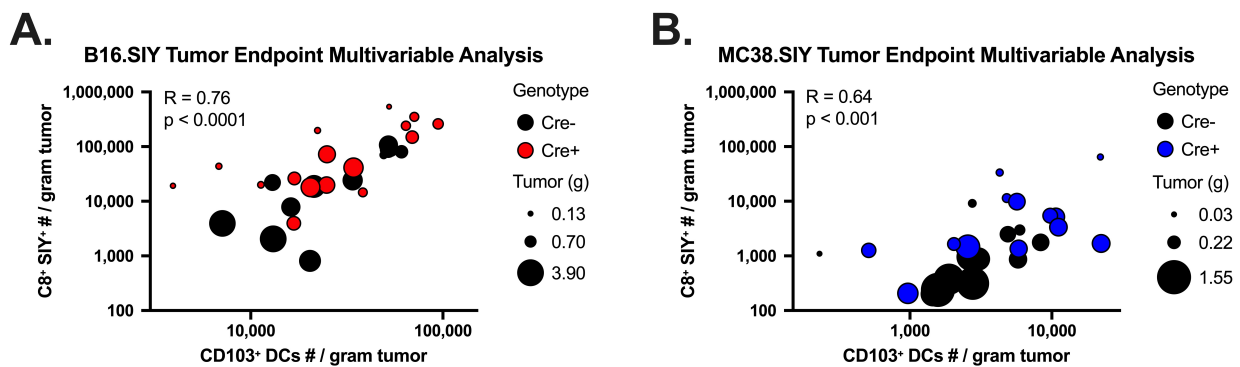 A.
B16.SIY Tumor Endpoint Multivariable Analysis
R = 0.76
p < 0.0001
C8⁺ SIY⁺ # / gram tumor
1,000,000
100,000
10,000
1,000
100
10,000
100,000
CD103⁺ DCs # / gram tumor
Genotype
Cre-
Cre+
Tumor (g)
0.13
0.70
3.90
B.
MC38.SIY Tumor Endpoint Multivariable Analysis
R = 0.64
p < 0.001
C8⁺ SIY⁺ # / gram tumor
1,000,000
100,000
10,000
1,000
100
1,000
10,000
CD103⁺ DCs # / gram tumor
Genotype
Cre-
Cre+
Tumor (g)
0.03
0.22
1.55